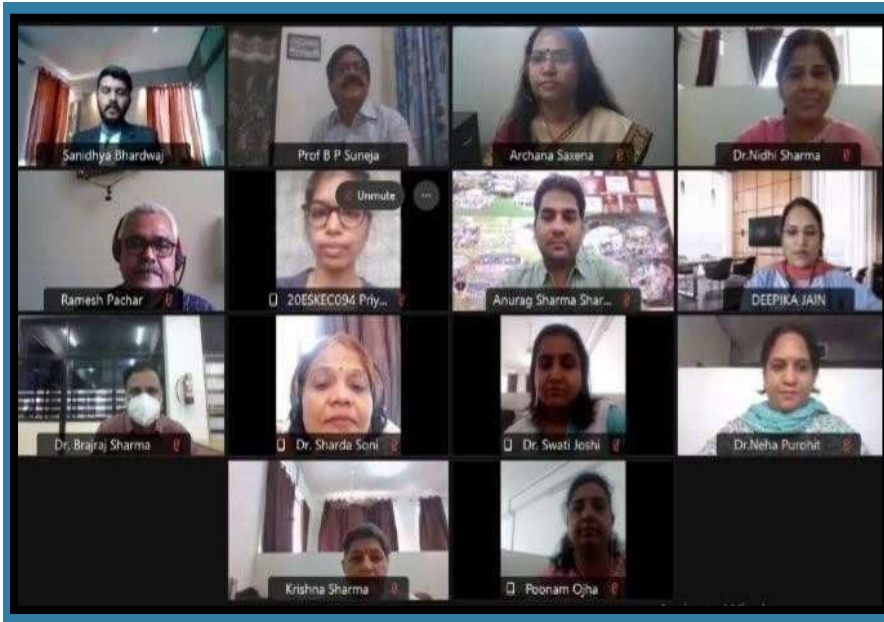 Sanidhya Bhardwaj
Prof B P Suneja
Archana Saxena
Dr.Nidhi Sharma
Ramesh Pachar
Unmute
20ESKEC094 Priy...
Anurag Sharma Shar...
DEEPIKA JAIN
Dr. Brajraj Sharma
Dr. Sharda Soni
Dr. Swati Joshi
Dr.Neha Purohit
Krishna Sharma
Poonam Ojha